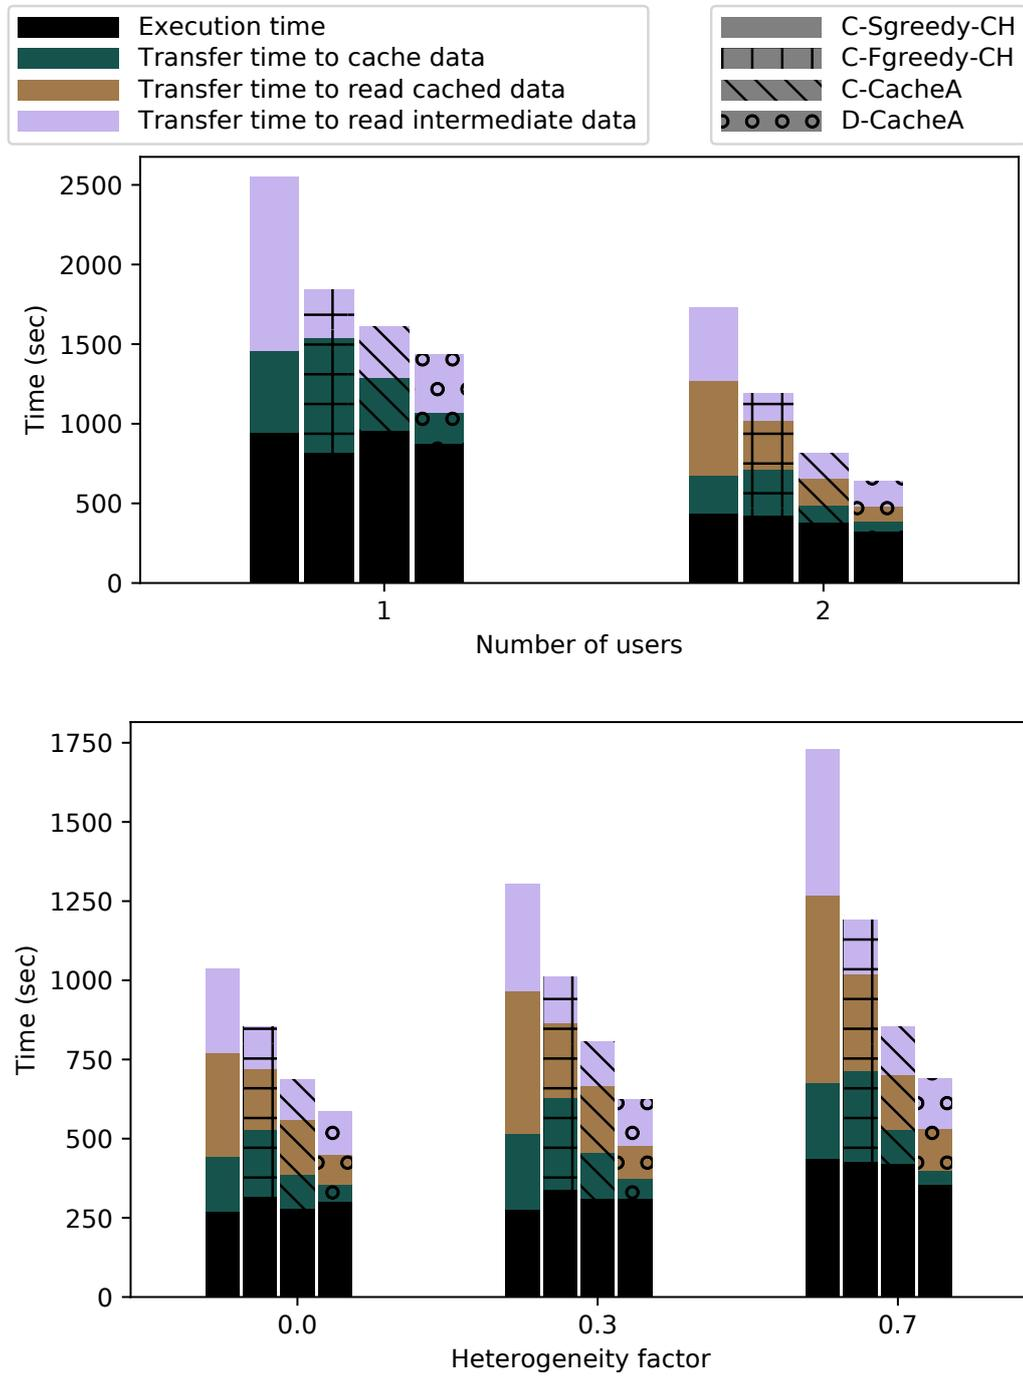 Execution time
Transfer time to cache data
Transfer time to read cached data
Transfer time to read intermediate data
C-Sgreedy-CH
C-Fgreedy-CH
C-CacheA
D-CacheA
2500
2000
1500
1000
500
0
Time (sec)
1
2
Number of users
1750
1500
1250
1000
750
500
250
0
Time (sec)
0.0
0.3
0.7
Heterogeneity factor